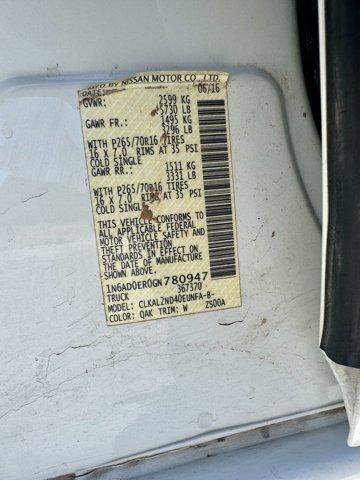 MFD BY NISSAN MOTOR CO., LTD.
DATE: 06/16
GVWR: 2599 KG
5730 LB
GAWR FR.: 1495 KG
3296 LB
WITH P265/70R16 TIRES
16 X 7.0 RIMS AT 35 PSI
COLD SINGLE
GAWR RR.: 1511 KG
3331 LB
WITH P265/70R16 TIRES
16 X 7.0 RIMS AT 35 PSI
COLD SINGLE
THIS VEHICLE CONFORMS TO
ALL APPLICABLE FEDERAL
MOTOR VEHICLE SAFETY AND
THEFT PREVENTION
STANDARDS IN EFFECT ON
THE DATE OF MANUFACTURE
SHOWN ABOVE.
1N6AD0ER0GN780947
TRUCK 367370
MODEL: CLKAL2ND40EUNFA-B-
COLOR: QAK TRIM: W ZS00A